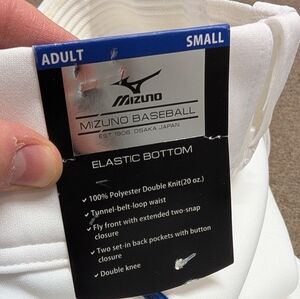 ADULT SMALL
MIZUNO
MIZUNO BASEBALL
EST. 1906 OSAKA JAPAN
ELASTIC BOTTOM
✓ 100% Polyester Double Knit(20 oz.)
✓ Tunnel-belt-loop waist
✓ Fly front with extended two-snap
closure
✓ Two set-in back pockets with button
closure
✓ Double knee